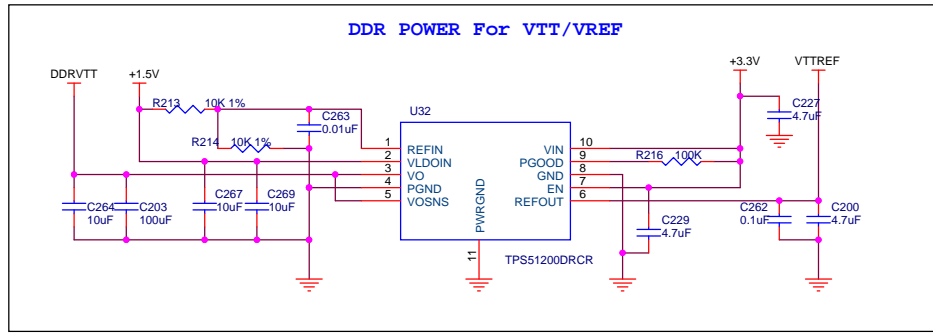 DDR POWER For VTT/VREF
DDRVTT
+1.5V
+3.3V
VTTREF
R213
10K 1%
C263
0.01uF
U32
C227
4.7uF
R214
10K 1%
1
REFIN
VIN
10
2
VLDOIN
PGOOD
9
R216
100K
3
VO
GND
8
4
PGND
EN
7
5
VOSNS
REFOUT
6
PWRGND
11
C264
10uF
C203
100uF
C267
10uF
C269
10uF
C229
4.7uF
C262
0.1uF
C200
4.7uF
TPS51200DRCR